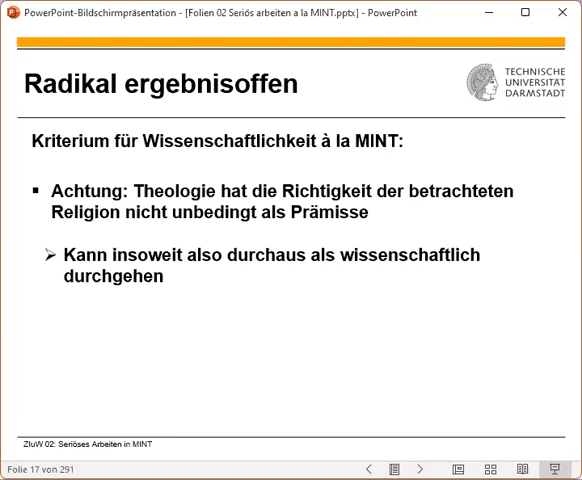 PowerPoint-Bildschirmpräsentation - [Folien 02 Seriös arbeiten a la MINT.pptx] - PowerPoint
Radikal ergebnisoffen
TECHNISCHE
UNIVERSITÄT
DARMSTADT
Kriterium für Wissenschaftlichkeit à la MINT:
▪ Achtung: Theologie hat die Richtigkeit der betrachteten
Religion nicht unbedingt als Prämisse
➢ Kann insoweit also durchaus als wissenschaftlich
durchgehen
ZIuW 02: Seriöses Arbeiten in MINT
Folie 17 von 291